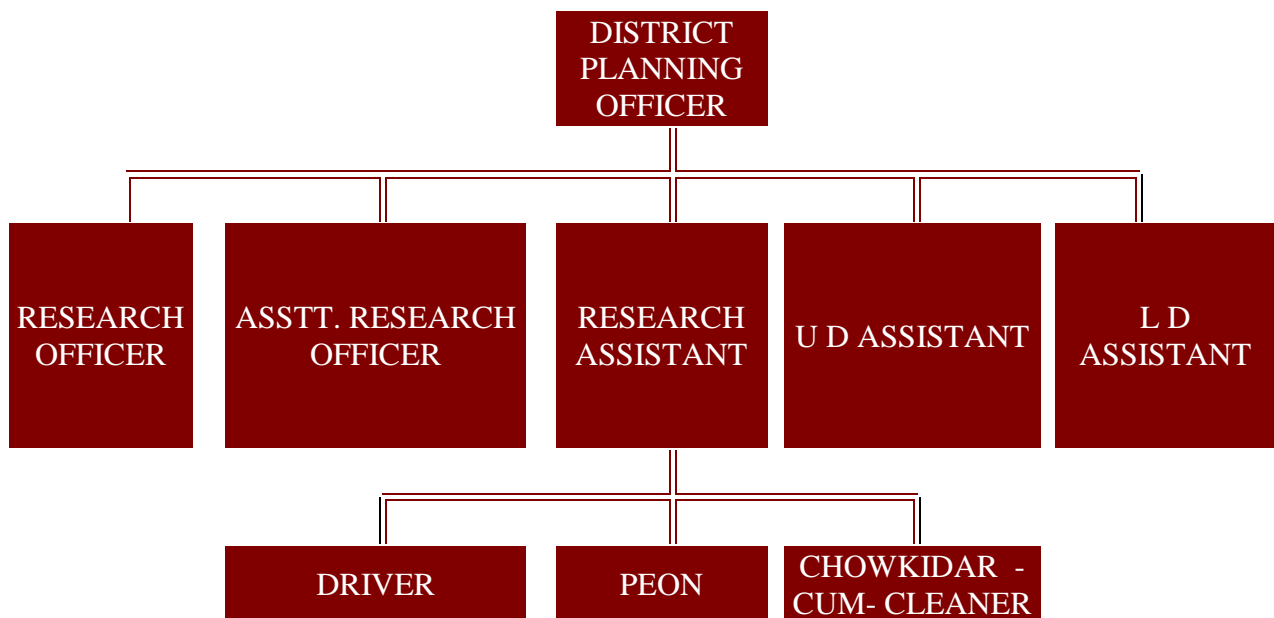 DISTRICT
PLANNING
OFFICER
RESEARCH
OFFICER
ASSTT. RESEARCH
OFFICER
RESEARCH
ASSISTANT
U D ASSISTANT
L D
ASSISTANT
DRIVER
PEON
CHOWKIDAR -
CUM- CLEANER